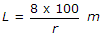 L = 8 x 100 / r m